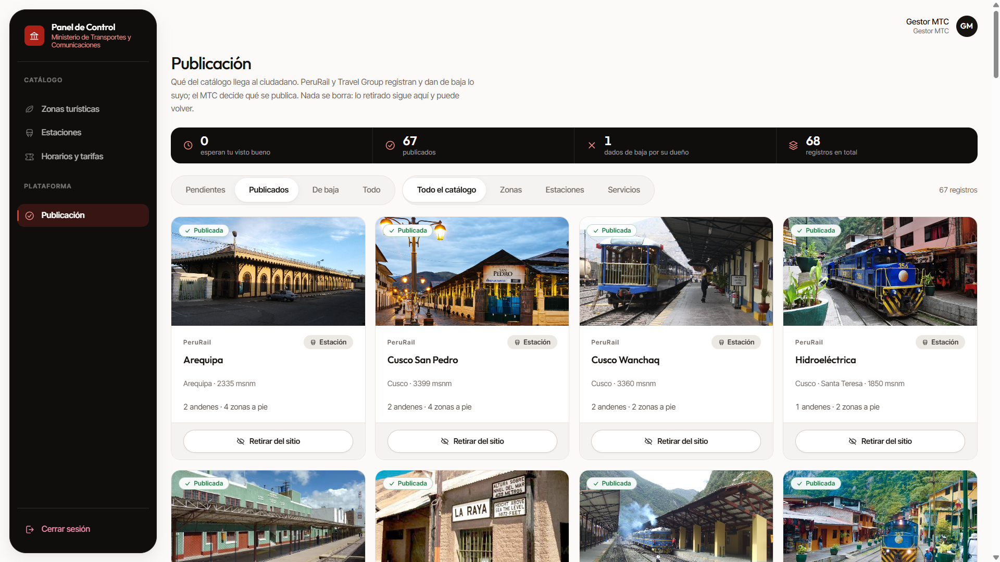 Panel de Control
Ministerio de Transportes y
Comunicaciones
CATÁLOGO
Zonas turísticas
Estaciones
Horarios y tarifas
PLATAFORMA
Publicación
Cerrar sesión
Gestor MTC
Gestor MTC
GM
Publicación
Qué del catálogo llega al ciudadano. PeruRail y Travel Group registran y dan de baja lo
suyo; el MTC decide qué se publica. Nada se borra: lo retirado sigue aquí y puede
volver.
0
esperan tu visto bueno
67
publicados
1
dados de baja por su dueño
68
registros en total
Pendientes
Publicados
De baja
Todo
Todo el catálogo
Zonas
Estaciones
Servicios
67 registros
Publicada
PeruRail
Estación
Arequipa
Arequipa · 2335 msnm
2 andenes · 4 zonas a pie
Retirar del sitio
Publicada
SAN
PEDRO
PeruRail
Estación
Cusco San Pedro
Cusco · 3399 msnm
2 andenes · 4 zonas a pie
Retirar del sitio
Publicada
PeruRail
Estación
Cusco Wanchaq
Cusco · 3360 msnm
2 andenes · 2 zonas a pie
Retirar del sitio
Publicada
356
PeruRail
Estación
Hidroeléctrica
Cusco · Santa Teresa · 1850 msnm
1 andenes · 2 zonas a pie
Retirar del sitio
Publicada
Publicada
ALTURA SOBRE
NIVEL DEL MAR
4319 METROS
LA RAYA
HEIGHT ABOVE
SEA THE LEVEL
14172-FEET
Publicada
Publicada
353